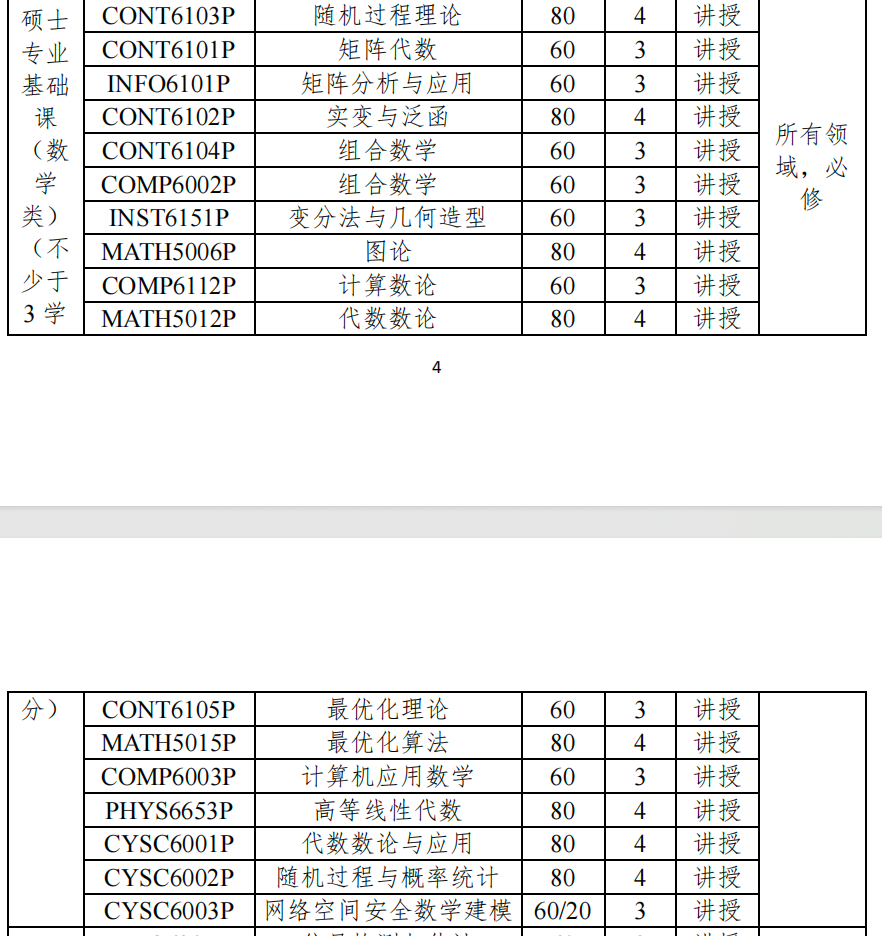 硕士
专业
基础
课
（数
学
类）
（不
少于
3 学
CONT6103P 随机过程理论 80 4 讲授
CONT6101P 矩阵代数 60 3 讲授
INFO6101P 矩阵分析与应用 60 3 讲授
CONT6102P 实变与泛函 80 4 讲授
CONT6104P 组合数学 60 3 讲授
COMP6002P 组合数学 60 3 讲授
INST6151P 变分法与几何造型 60 3 讲授
MATH5006P 图论 80 4 讲授
COMP6112P 计算数论 60 3 讲授
MATH5012P 代数数论 80 4 讲授
所有领
域，必
修
4
分）
CONT6105P 最优化理论 60 3 讲授
MATH5015P 最优化算法 80 4 讲授
COMP6003P 计算机应用数学 60 3 讲授
PHYS6653P 高等线性代数 80 4 讲授
CYSC6001P 代数数论与应用 80 4 讲授
CYSC6002P 随机过程与概率统计 80 4 讲授
CYSC6003P 网络空间安全数学建模 60/20 3 讲授